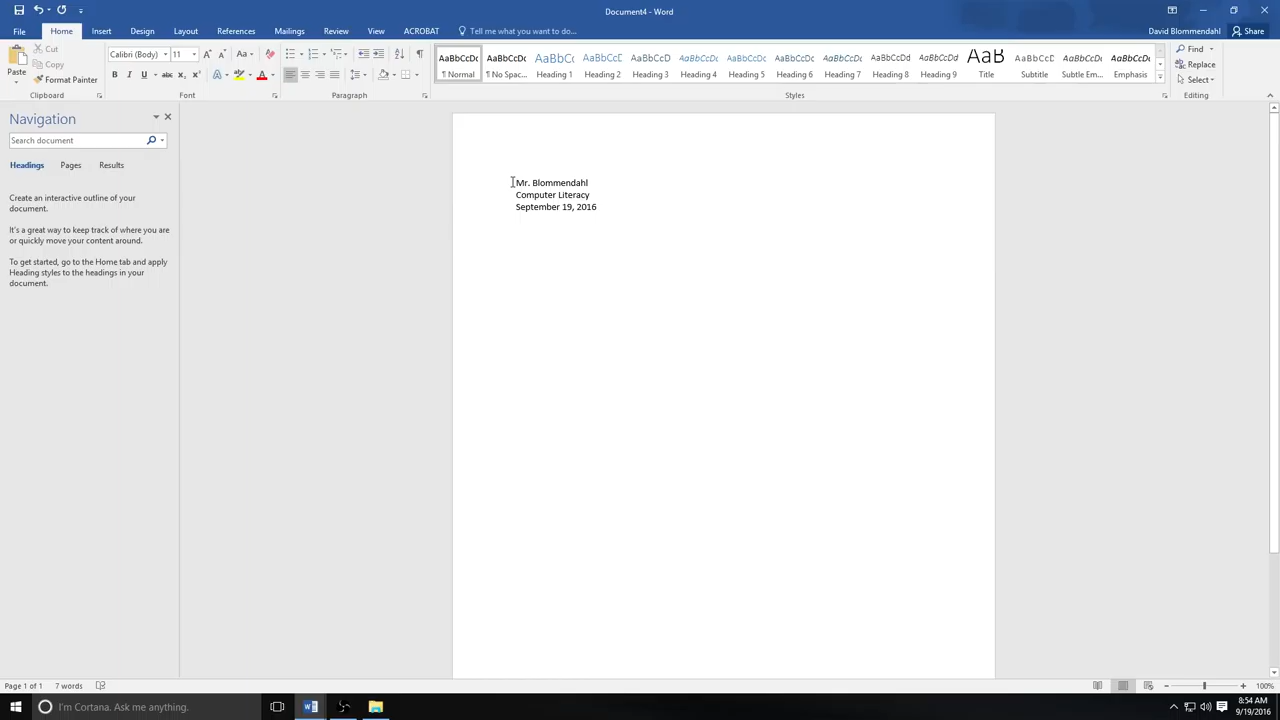 Document4 - Word
File Home Insert Design Layout References Mailings Review View ACROBAT Tell me what you want to do... David Blommendahl Share
Paste
Cut
Copy
Format Painter
Clipboard
Calibri (Body) 11
Font
Paragraph
AaBbCcDc AaBbCcDc AaBbC AaBbCcE AaBbCcD AaBbCcDc AaBbCcDc AaBbCcDc AaBbCcDc AaBbCcDd AaBbCcDd AaB AaBbCcD AaBbCcDc AaBbCcDc
¶ Normal ¶ No Spac... Heading 1 Heading 2 Heading 3 Heading 4 Heading 5 Heading 6 Heading 7 Heading 8 Heading 9 Title Subtitle Subtle Em... Emphasis
Styles
Find
Replace
Select
Editing
Navigation
Search document
Headings Pages Results
Create an interactive outline of your
document.
It's a great way to keep track of where you are
or quickly move your content around.
To get started, go to the Home tab and apply
Heading styles to the headings in your
document.
Mr. Blommendahl
Computer Literacy
September 19, 2016
Page 1 of 1 7 words
100%
I'm Cortana. Ask me anything.
8:54 AM
9/19/2016